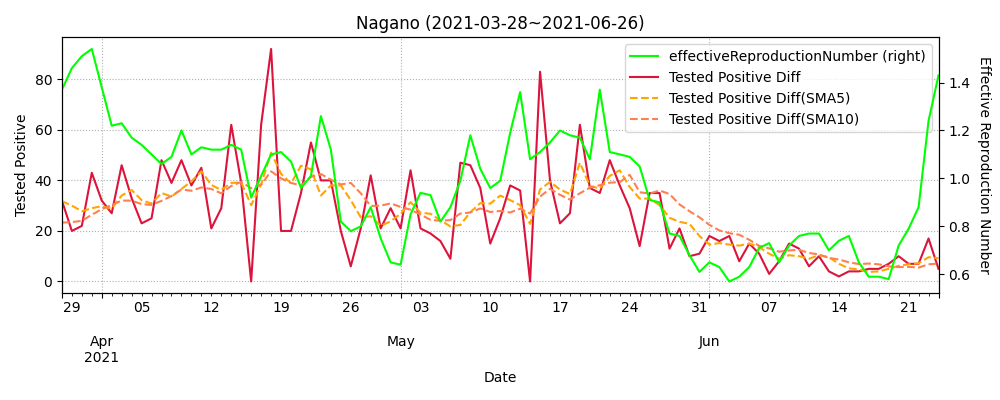 Nagano (2021-03-28~2021-06-26)
effectiveReproductionNumber (right)
Tested Positive Diff
Tested Positive Diff(SMA5)
Tested Positive Diff(SMA10)
Tested Positive
80
60
40
20
0
Effective Reproduction Number
1.4
1.2
1.0
0.8
0.6
29 05 12 19 26 03 10 17 24 31 07 14 21
Apr May Jun
2021
Date